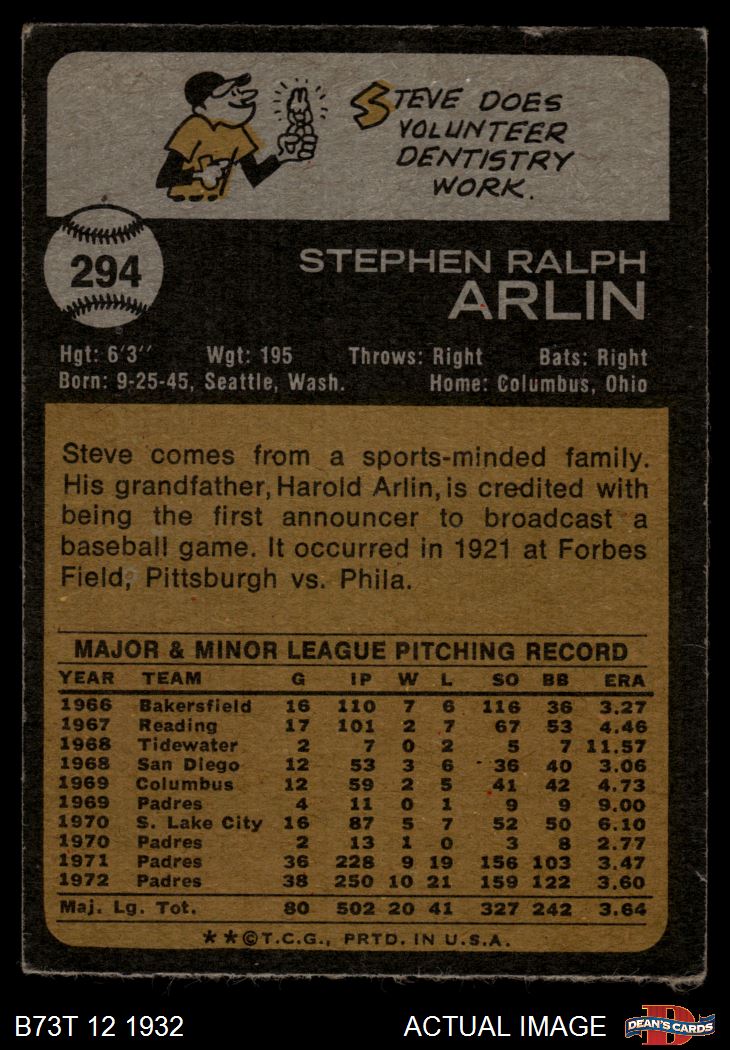 STEVE DOES
VOLUNTEER
DENTISTRY
WORK.
294
STEPHEN RALPH
ARLIN
Hgt: 6'3" Wgt: 195 Throws: Right Bats: Right
Born: 9-25-45, Seattle, Wash. Home: Columbus, Ohio
Steve comes from a sports-minded family.
His grandfather, Harold Arlin, is credited with
being the first announcer to broadcast a
baseball game. It occurred in 1921 at Forbes
Field, Pittsburgh vs. Phila.
MAJOR & MINOR LEAGUE PITCHING RECORD
YEAR TEAM G IP W L SO BB ERA
1966 Bakersfield 16 110 7 6 116 36 3.27
1967 Reading 17 101 2 7 67 53 4.46
1968 Tidewater 2 7 0 2 5 7 11.57
1968 San Diego 12 53 3 6 36 40 3.06
1969 Columbus 12 59 2 5 41 42 4.73
1969 Padres 4 11 0 1 9 9 9.00
1970 S. Lake City 16 87 5 7 52 50 6.10
1970 Padres 2 13 1 0 3 8 2.77
1971 Padres 36 228 9 19 156 103 3.47
1972 Padres 38 250 10 21 159 122 3.60
Maj. Lg. Tot. 80 502 20 41 327 242 3.64
**©T.C.G., PRTD. IN U.S.A.
B73T 12 1932 ACTUAL IMAGE
D
DEAN'S CARDS